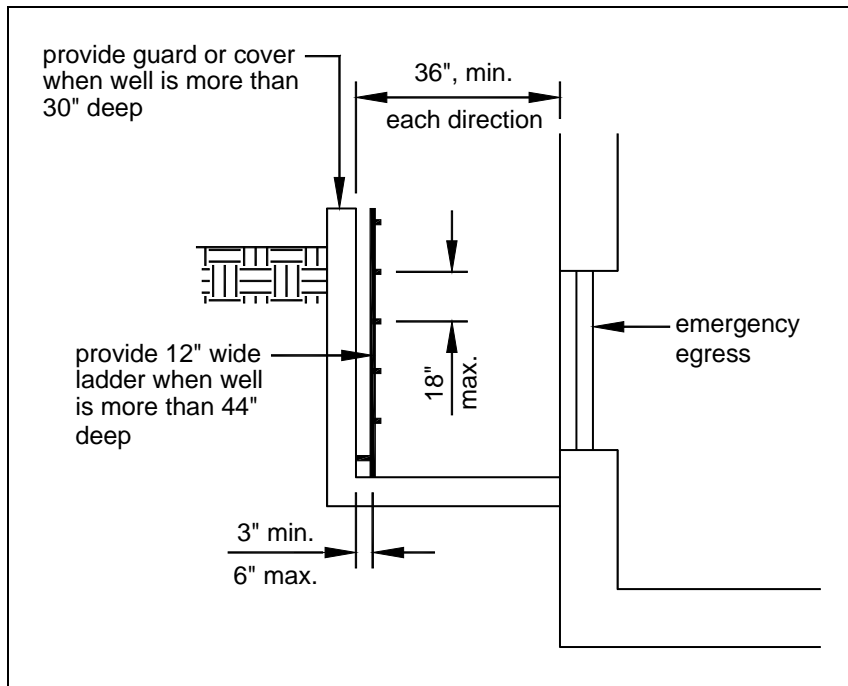 provide guard or cover
when well is more than
30" deep
36", min.
each direction
emergency
egress
provide 12" wide
ladder when well
is more than 44"
deep
18"
max.
3" min.
6" max.